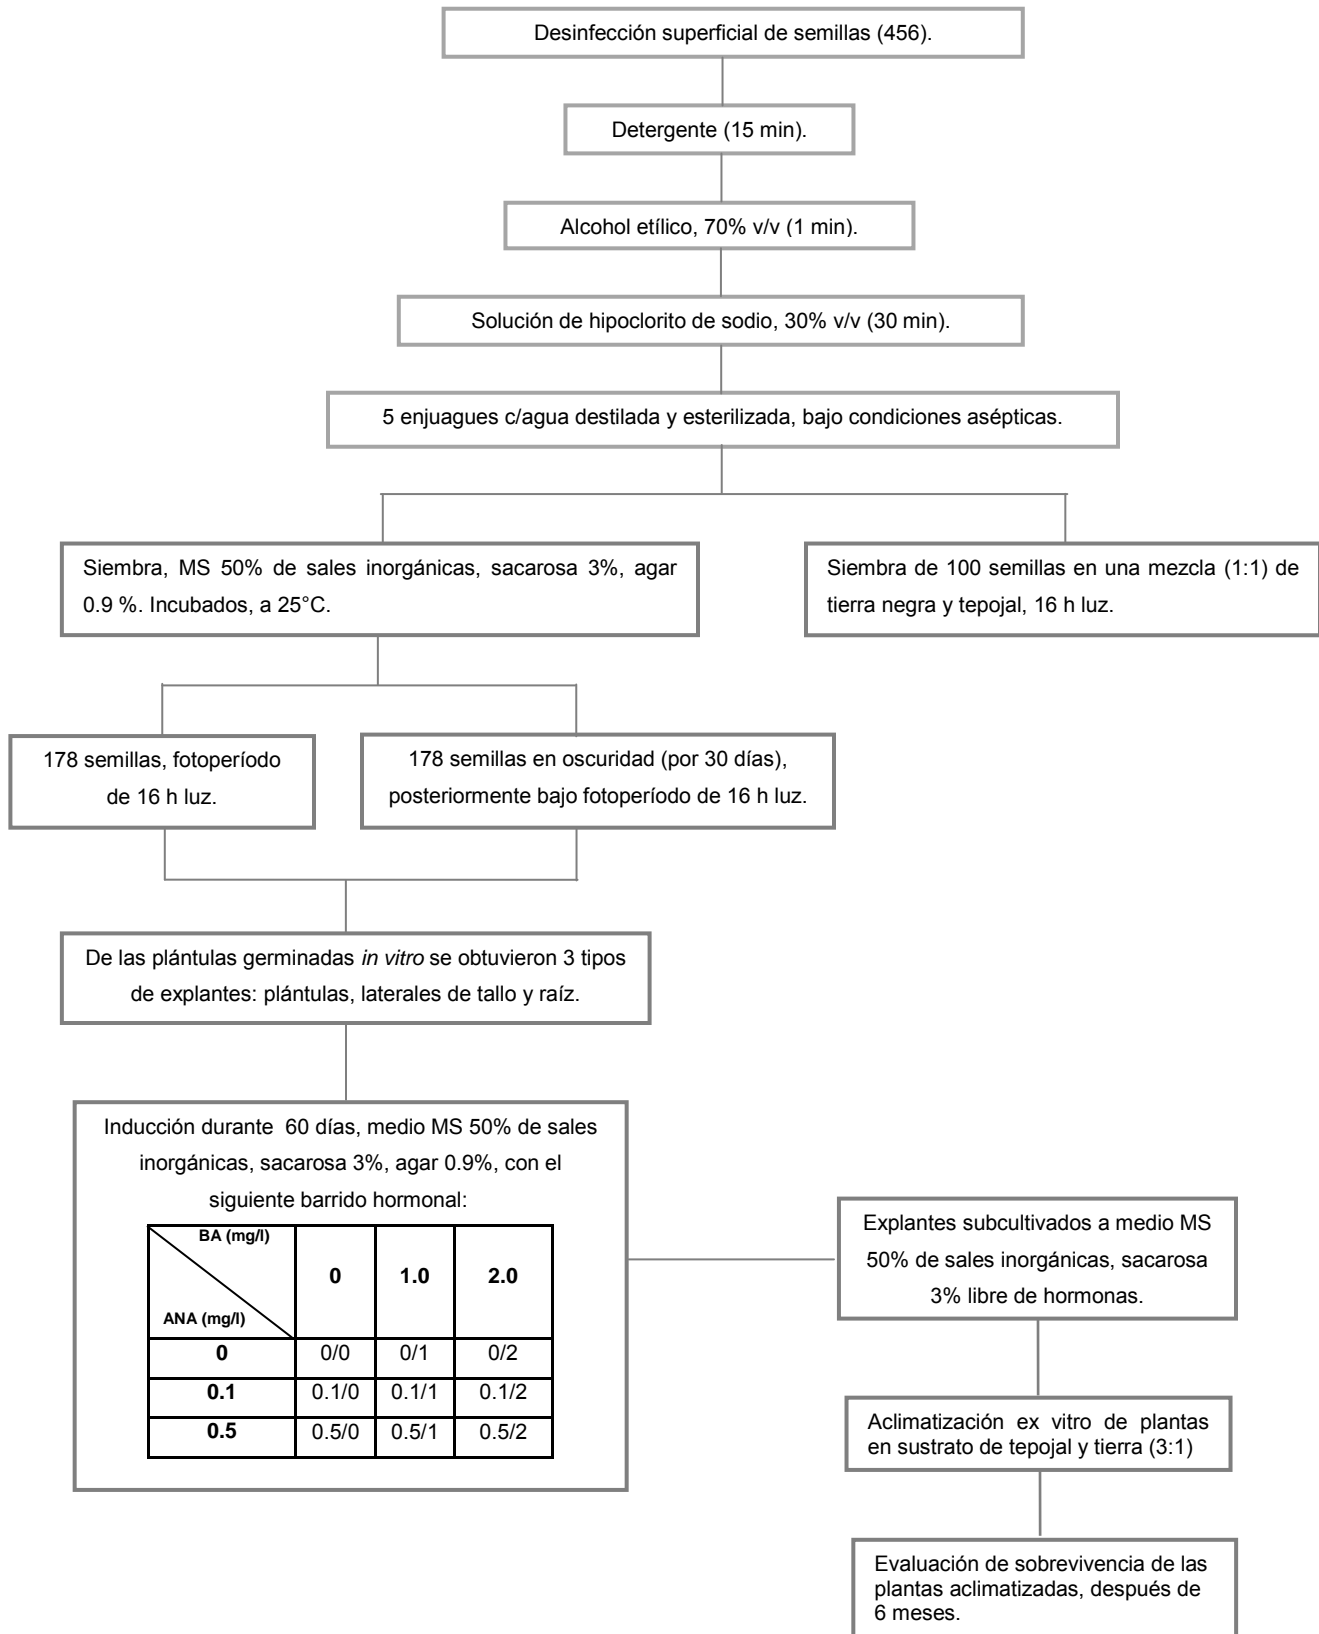 Desinfección superficial de semillas (456).
Detergente (15 min).
Alcohol etílico, 70% v/v (1 min).
Solución de hipoclorito de sodio, 30% v/v (30 min).
5 enjuagues c/agua destilada y esterilizada, bajo condiciones asépticas.
Siembra, MS 50% de sales inorgánicas, sacarosa 3%, agar
0.9 %. Incubados, a 25°C.
Siembra de 100 semillas en una mezcla (1:1) de
tierra negra y tepojal, 16 h luz.
178 semillas, fotoperíodo
de 16 h luz.
178 semillas en oscuridad (por 30 días),
posteriormente bajo fotoperíodo de 16 h luz.
De las plántulas germinadas in vitro se obtuvieron 3 tipos
de explantes: plántulas, laterales de tallo y raíz.
Inducción durante 60 días, medio MS 50% de sales
inorgánicas, sacarosa 3%, agar 0.9%, con el
siguiente barrido hormonal:
BA (mg/l)
ANA (mg/l)
0 1.0 2.0
0 0/0 0/1 0/2
0.1 0.1/0 0.1/1 0.1/2
0.5 0.5/0 0.5/1 0.5/2
Explantes subcultivados a medio MS
50% de sales inorgánicas, sacarosa
3% libre de hormonas.
Aclimatización ex vitro de plantas
en sustrato de tepojal y tierra (3:1)
Evaluación de sobrevivencia de las
plantas aclimatizadas, después de
6 meses.